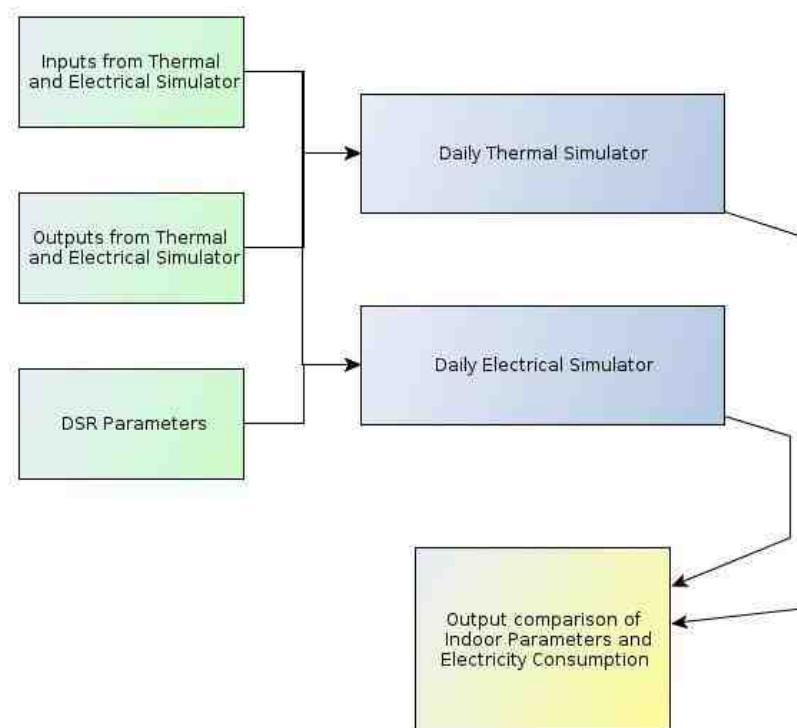 Inputs from Thermal
and Electrical Simulator
Daily Thermal Simulator
Outputs from Thermal
and Electrical Simulator
Daily Electrical Simulator
DSR Parameters
Output comparison of
Indoor Parameters and
Electricity Consumption